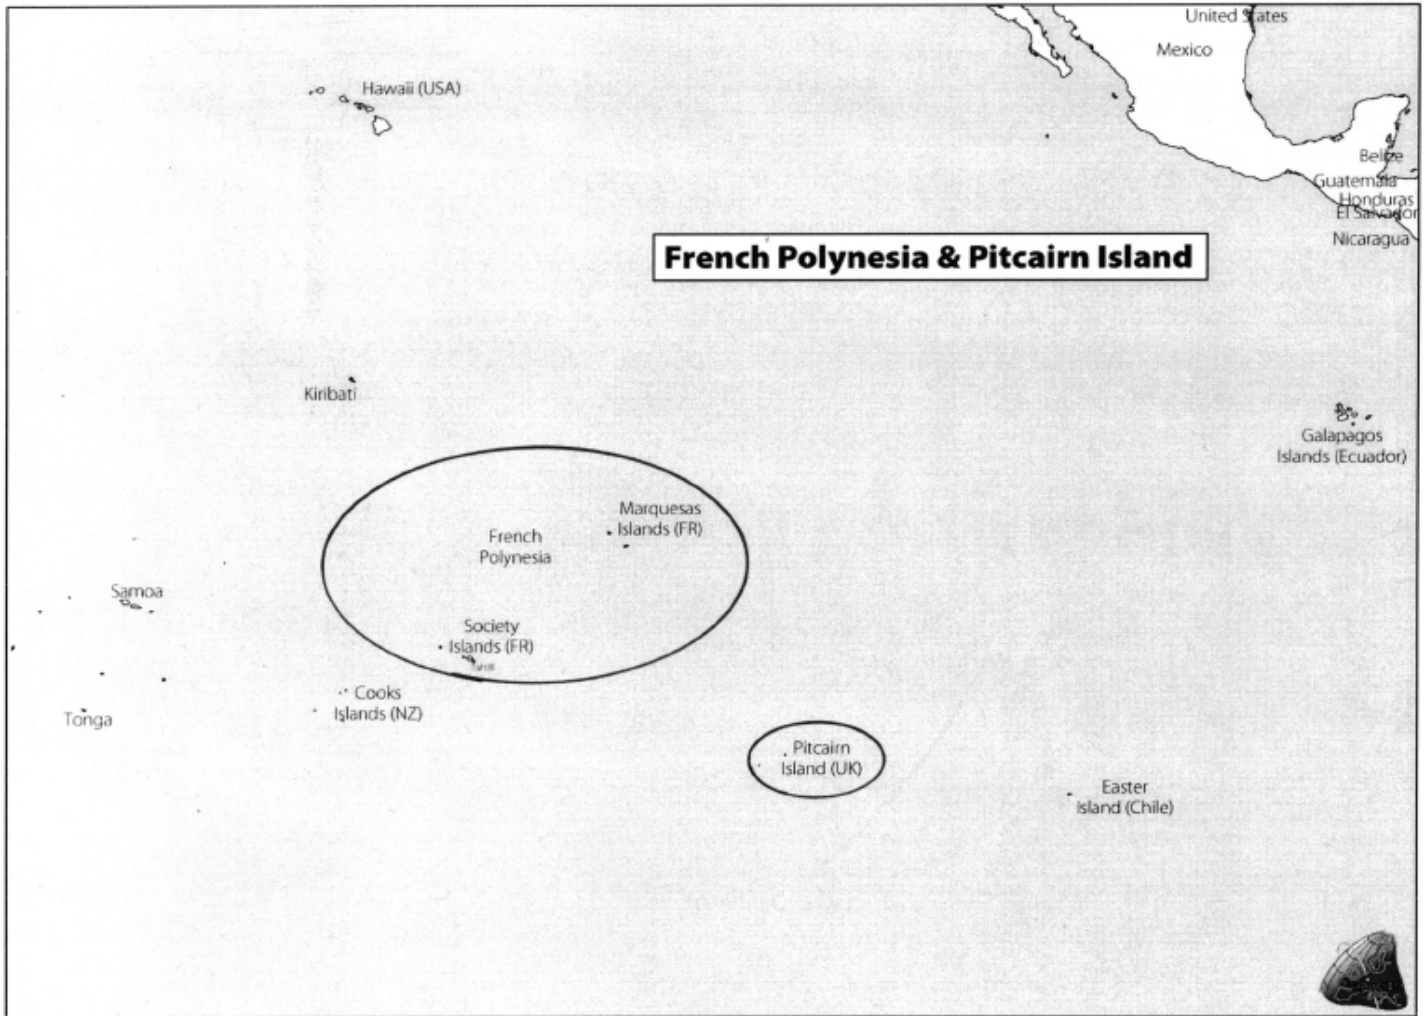 United States
Mexico
Hawaii (USA)
Belize
Guatemala
Honduras
El Salvador
Nicaragua
French Polynesia & Pitcairn Island
Kiribati
Galapagos
Islands (Ecuador)
Marquesas
Islands (FR)
French
Polynesia
Samoa
Society
Islands (FR)
Tahiti
Cooks
Islands (NZ)
Tonga
Pitcairn
Island (UK)
Easter
Island (Chile)